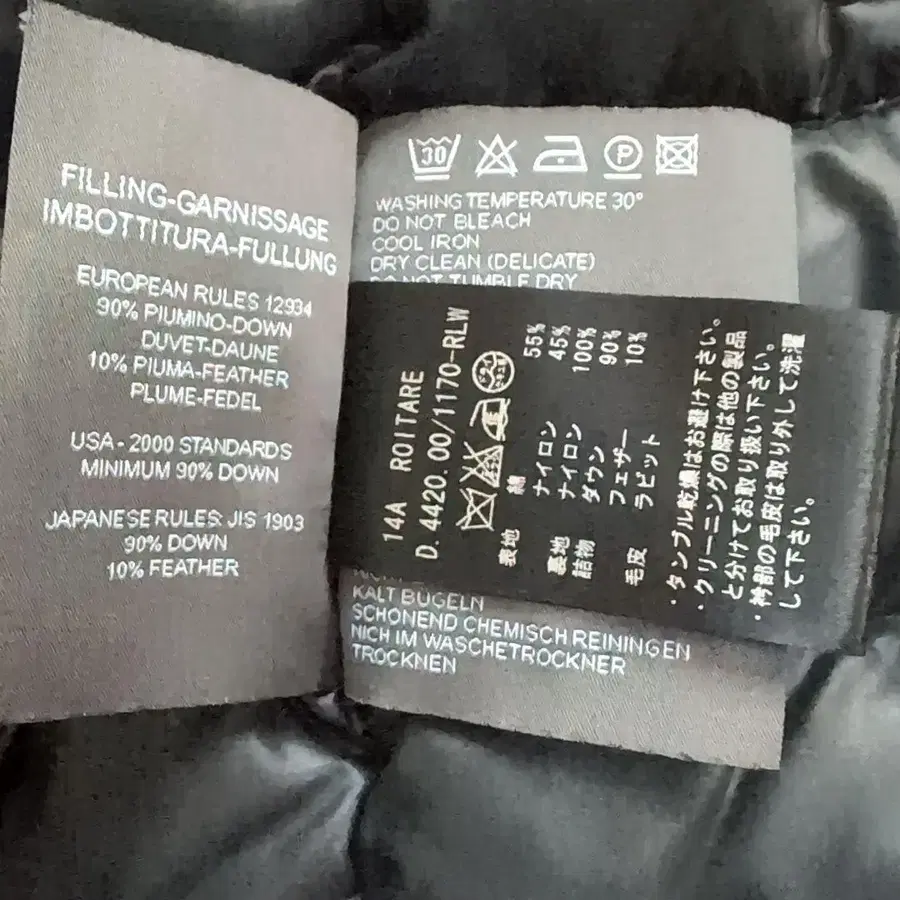 FILLING-GARNISSAGE
IMBOTTITURA-FULLUNG
EUROPEAN RULES 12934
90% PIUMINO-DOWN
DUVET-DAUNE
10% PIUMA-FEATHER
PLUME-FEDEL
USA - 2000 STANDARDS
MINIMUM 90% DOWN
JAPANESE RULES: JIS 1903
90% DOWN
10% FEATHER
30 P
WASHING TEMPERATURE 30°
DO NOT BLEACH
COOL IRON
DRY CLEAN (DELICATE)
DO NOT TUMBLE DRY
14A ROITARE
D.4420.00/1170-RLW
表地 55%
ナイロン 45%
裏地 ナイロン 100%
詰物 ダウン 90%
フェザー 10%
毛皮 ラビット
・タンブル乾燥はお避け下さい。
・クリーニングの際は他の製品
と分けてお取り扱い下さい。
・衿部の毛皮は取り外して洗濯
して下さい。
KALT BUGELN
SCHONEND CHEMISCH REININGEN
NICH IM WASCHETROCKNER
TROCKNEN